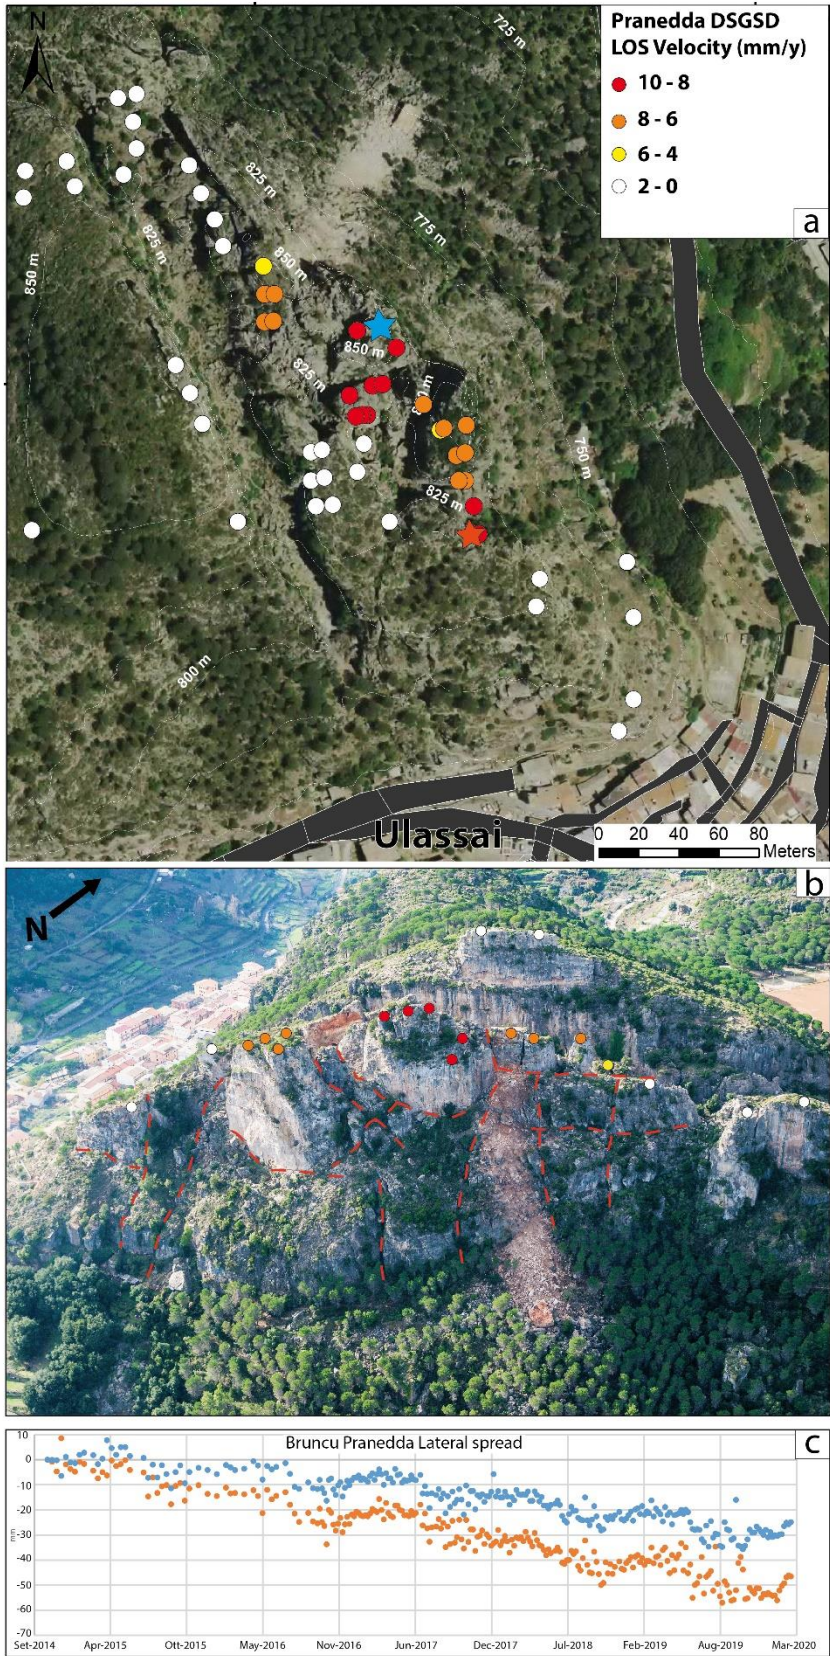 N
Pranedda DSGSD
LOS Velocity (mm/y)
10 - 8
8 - 6
6 - 4
2 - 0
a
725 m
825 m
775 m
825 m
850 m
850 m
850 m
825 m
825 m
750 m
800 m
Ulassai
0 20 40 60 80
Meters
b
N
c
Bruncu Pranedda Lateral spread
10
0
-10
-20
-30
-40
-50
-60
-70
mm
Set-2014 Apr-2015 Ott-2015 May-2016 Nov-2016 Jun-2017 Dec-2017 Jul-2018 Feb-2019 Aug-2019 Mar-2020